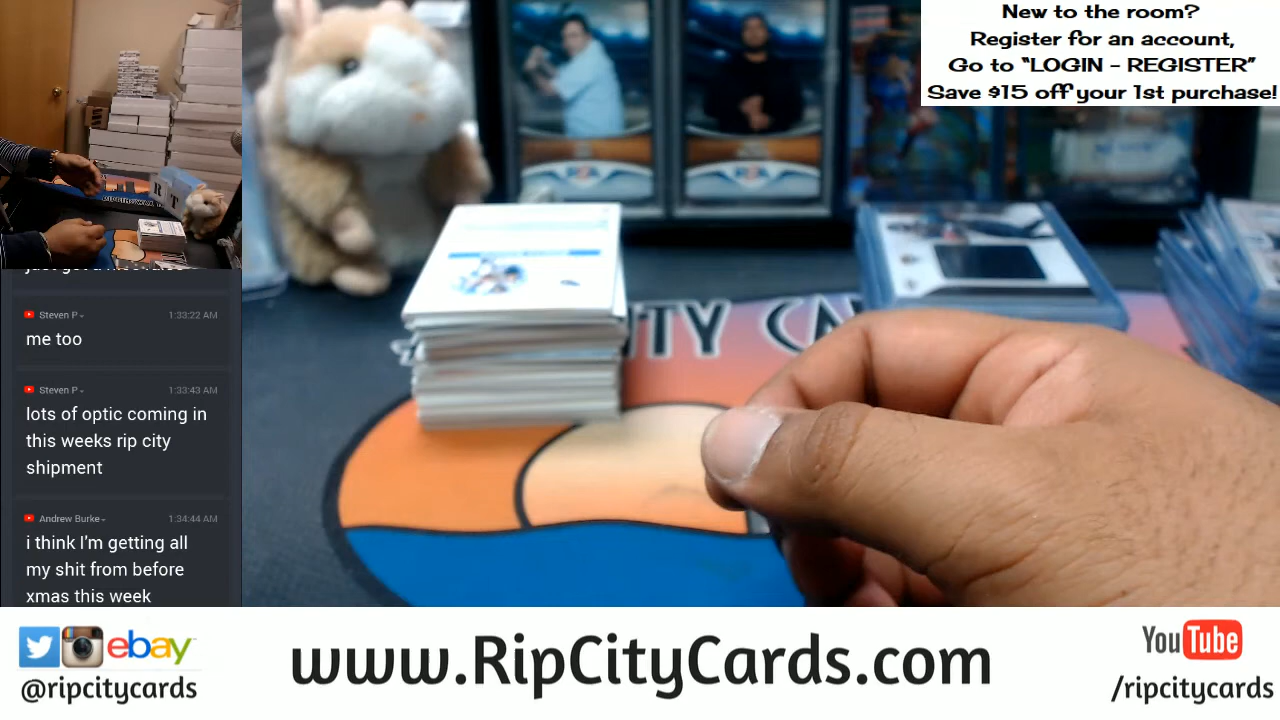 New to the room?
Register for an account,
Go to "LOGIN - REGISTER"
Save $15 off your 1st purchase!
Steven P
1:33:22 AM
me too
Steven P
1:33:43 AM
lots of optic coming in
this weeks rip city
shipment
Andrew Burke
1:34:44 AM
i think I'm getting all
my shit from before
xmas this week
ebay
@ripcitycards
www.RipCityCards.com
YouTube
/ripcitycards